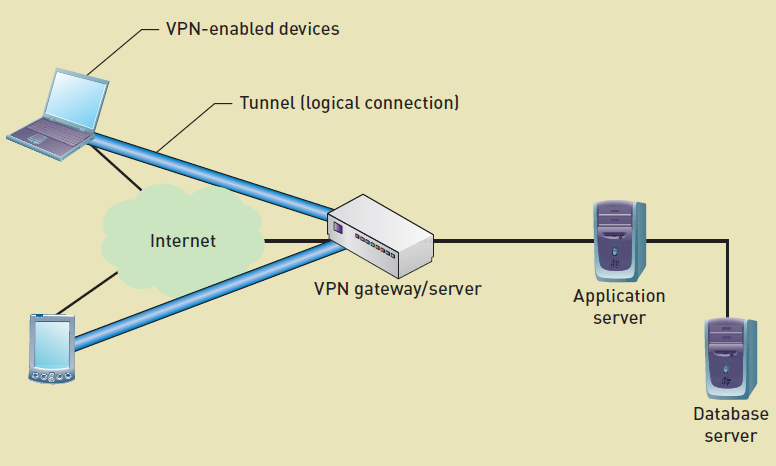 VPN-enabled devices
Tunnel (logical connection)
Internet
VPN gateway/server
Application
server
Database
server